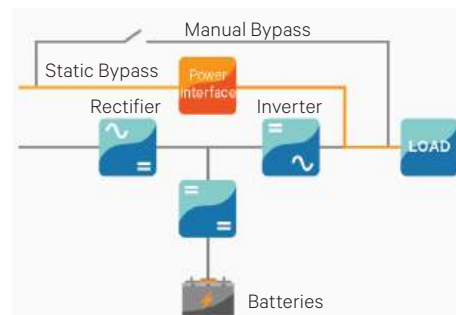 Manual Bypass
Static Bypass
Power
Interface
Rectifier
Inverter
LOAD
Batteries